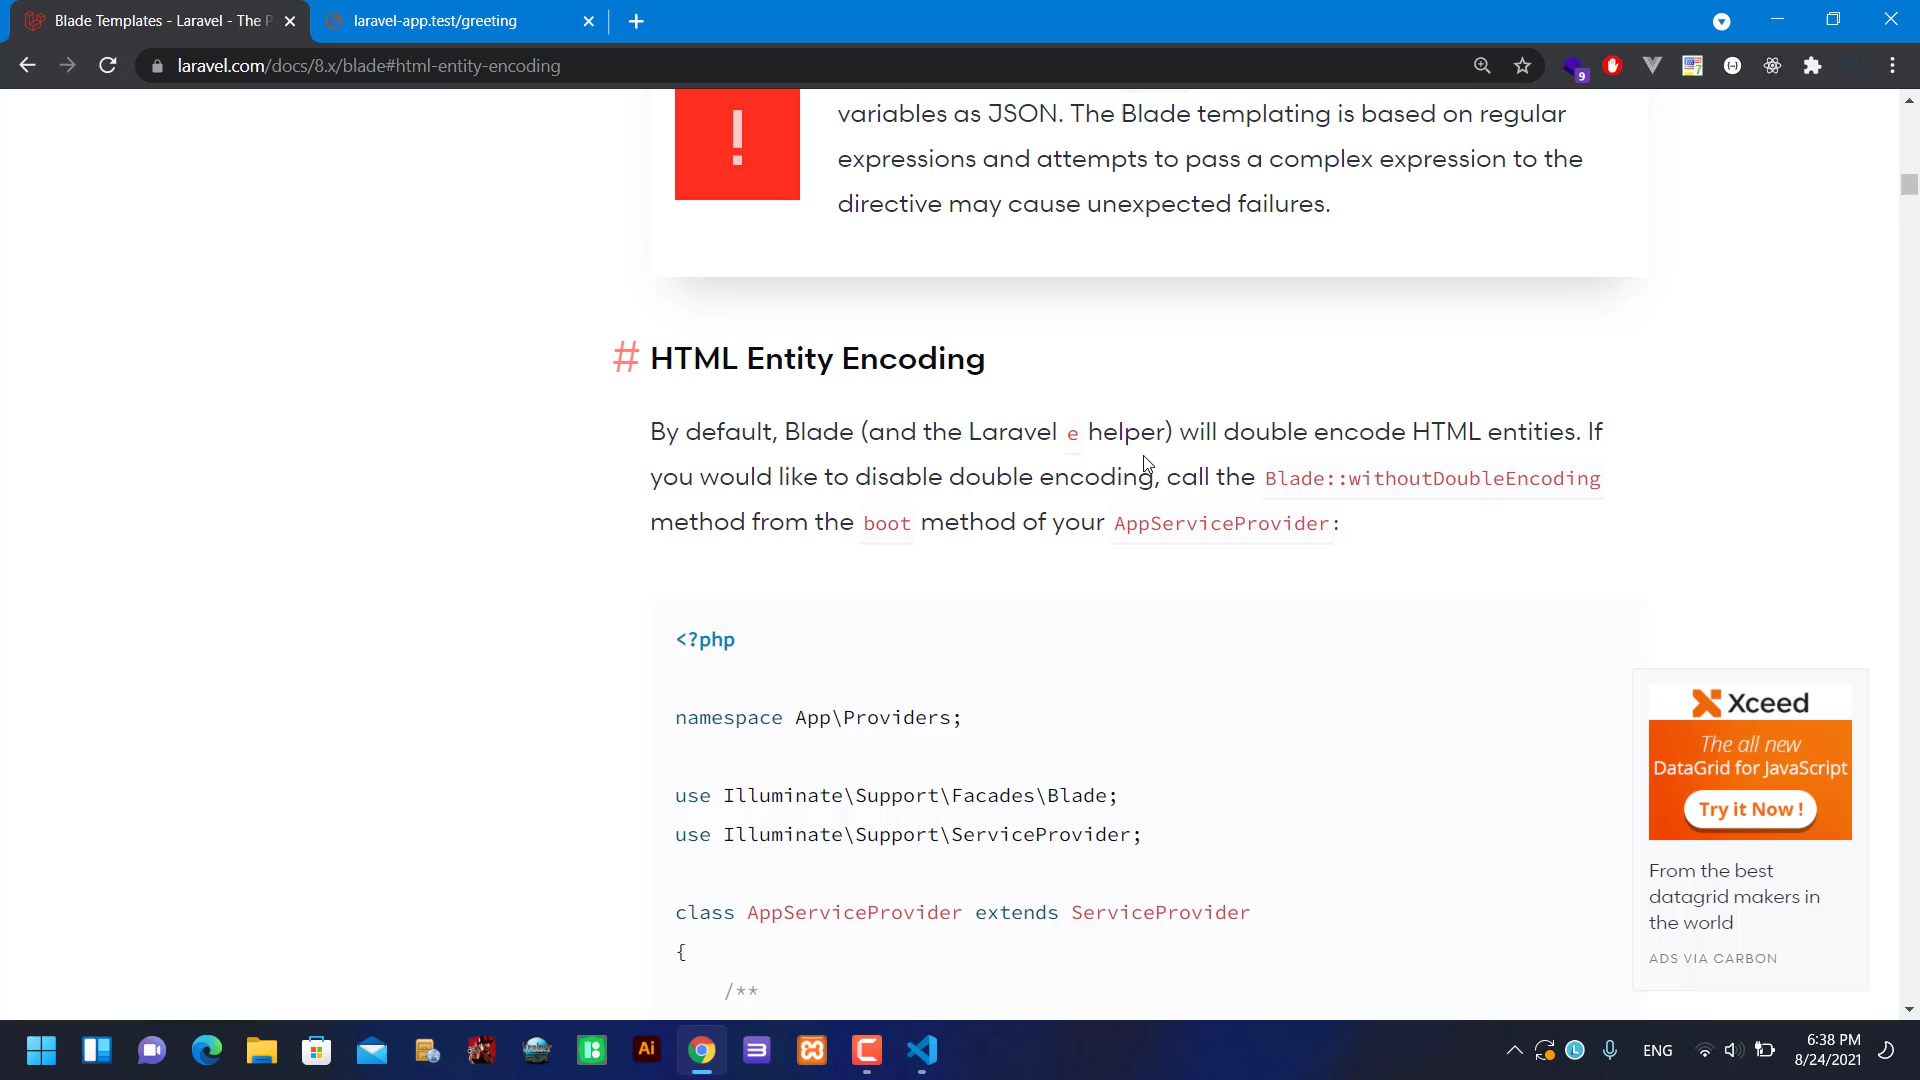 Blade Templates - Laravel - The P
laravel-app.test/greeting
laravel.com/docs/8.x/blade#html-entity-encoding
9
7
!
variables as JSON. The Blade templating is based on regular
expressions and attempts to pass a complex expression to the
directive may cause unexpected failures.
# HTML Entity Encoding
By default, Blade (and the Laravel e helper) will double encode HTML entities. If
you would like to disable double encoding, call the Blade::withoutDoubleEncoding
method from the boot method of your AppServiceProvider:
<?php
namespace App\Providers;
use Illuminate\Support\Facades\Blade;
use Illuminate\Support\ServiceProvider;
class AppServiceProvider extends ServiceProvider
{
/**
Xceed
The all new
DataGrid for JavaScript
Try it Now !
From the best
datagrid makers in
the world
ADS VIA CARBON
Ai
ENG
6:38 PM
8/24/2021